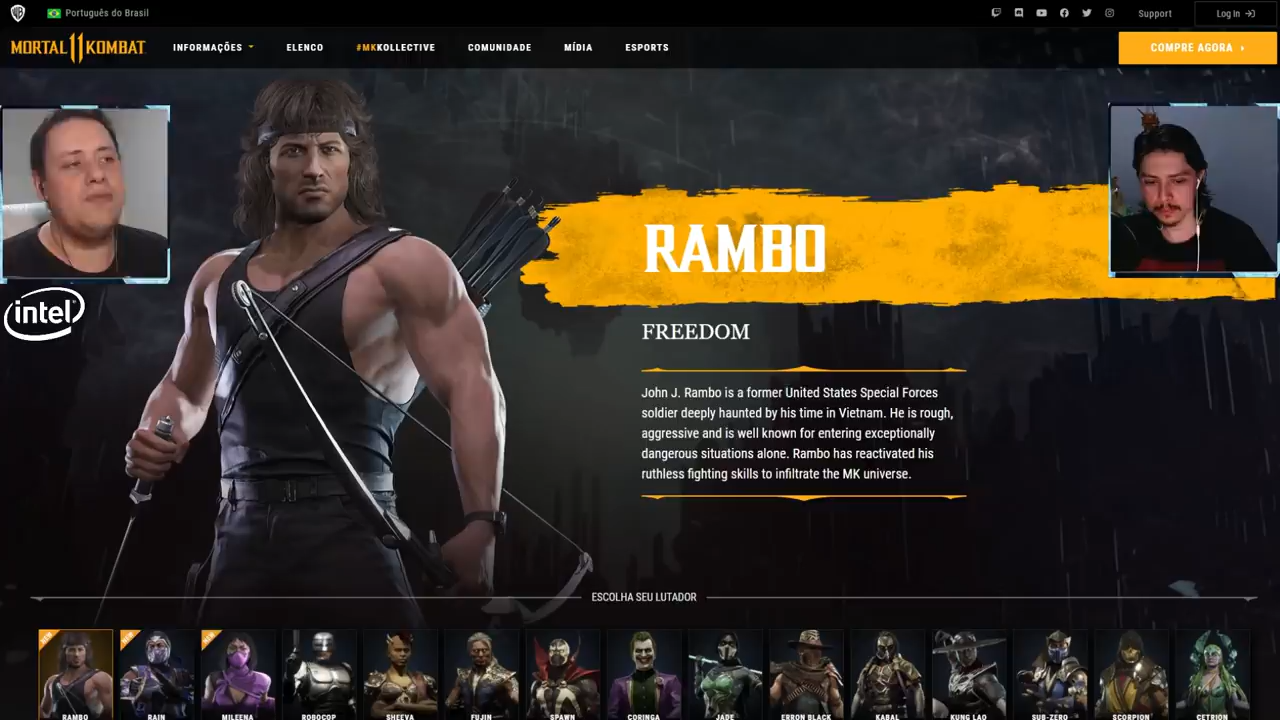 Português do Brasil
Support
Log In
MORTAL KOMBAT 11
INFORMAÇÕES
ELENCO
#MKKOLLECTIVE
COMUNIDADE
MÍDIA
ESPORTS
COMPRE AGORA
intel
RAMBO
FREEDOM
John J. Rambo is a former United States Special Forces
soldier deeply haunted by his time in Vietnam. He is rough,
aggressive and is well known for entering exceptionally
dangerous situations alone. Rambo has reactivated his
ruthless fighting skills to infiltrate the MK universe.
ESCOLHA SEU LUTADOR
RAMBO
RAIN
MILEENA
ROBOCOP
SHEEVA
FUJIN
SPAWN
CORINGA
JADE
ERRON BLACK
KABAL
KUNG LAO
SUB-ZERO
SCORPION
CETRION